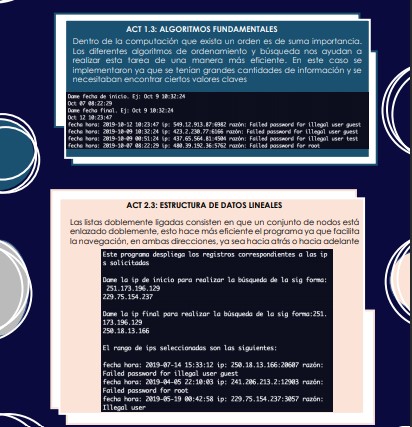 ACT 1.3: ALGORITMOS FUNDAMENTALES
Dentro de la computación que exista un orden es de suma importancia.
Los diferentes algoritmos de ordenamiento y búsqueda nos ayudan a
realizar esta tarea de una manera más eficiente. En este caso se
implementaron ya que se tenían grandes cantidades de información y se
necesitaban encontrar ciertos valores claves
Dame fecha de inicio. Ej: Oct 9 10:32:24
Oct 07 08:22:29
Dame fecha final. Ej: Oct 9 10:32:24
Oct 12 10:23:47
fecha hora: 2019-10-12 10:23:47 ip: 549.12.913.87:6982 razón: Failed password for illegal user guest
fecha hora: 2019-10-09 10:32:24 ip: 423.2.230.77:6166 razón: Failed password for illegal user guest
fecha hora: 2019-10-09 00:51:24 ip: 437.65.564.81:4504 razón: Failed password for illegal user test
fecha hora: 2019-10-07 08:22:29 ip: 480.39.192.36:5762 razón: Failed password for root
ACT 2.3: ESTRUCTURA DE DATOS LINEALES
Las listas doblemente ligadas consisten en que un conjunto de nodos está
enlazado doblemente, esto hace más eficiente el programa ya que facilita
la navegación, en ambas direcciones, ya sea hacia atrás o hacia adelante
Este programa despliega los registros correspondientes a las ip
s solicitadas
Dame la ip de inicio para realizar la búsqueda de la sig forma:
251.173.196.129
229.75.154.237
Dame la ip final para realizar la búsqueda de la sig forma:251.
173.196.129
250.18.13.166
El rango de ips seleccionadas son las siguientes:
fecha hora: 2019-07-14 15:33:12 ip: 250.18.13.166:20607 razón:
Failed password for illegal user guest
fecha hora: 2019-04-05 22:10:03 ip: 241.206.213.2:12903 razón:
Failed password for root
fecha hora: 2019-05-19 00:42:58 ip: 229.75.154.237:3057 razón:
Illegal user